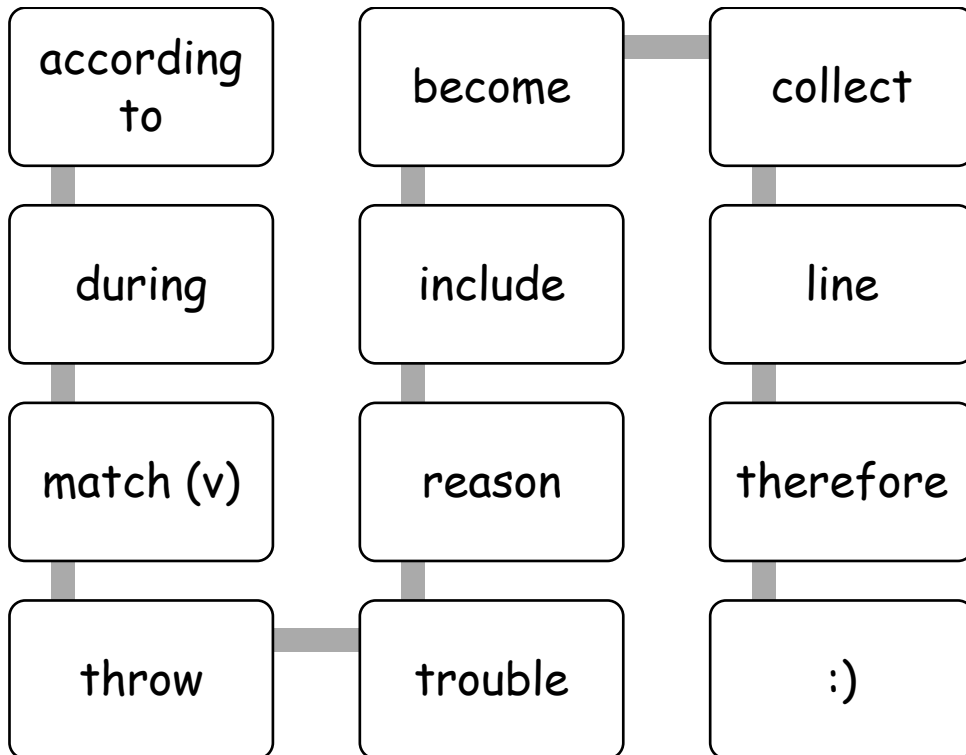 according
to
during
match (v)
throw
trouble
reason
include
become
collect
line
therefore
:)